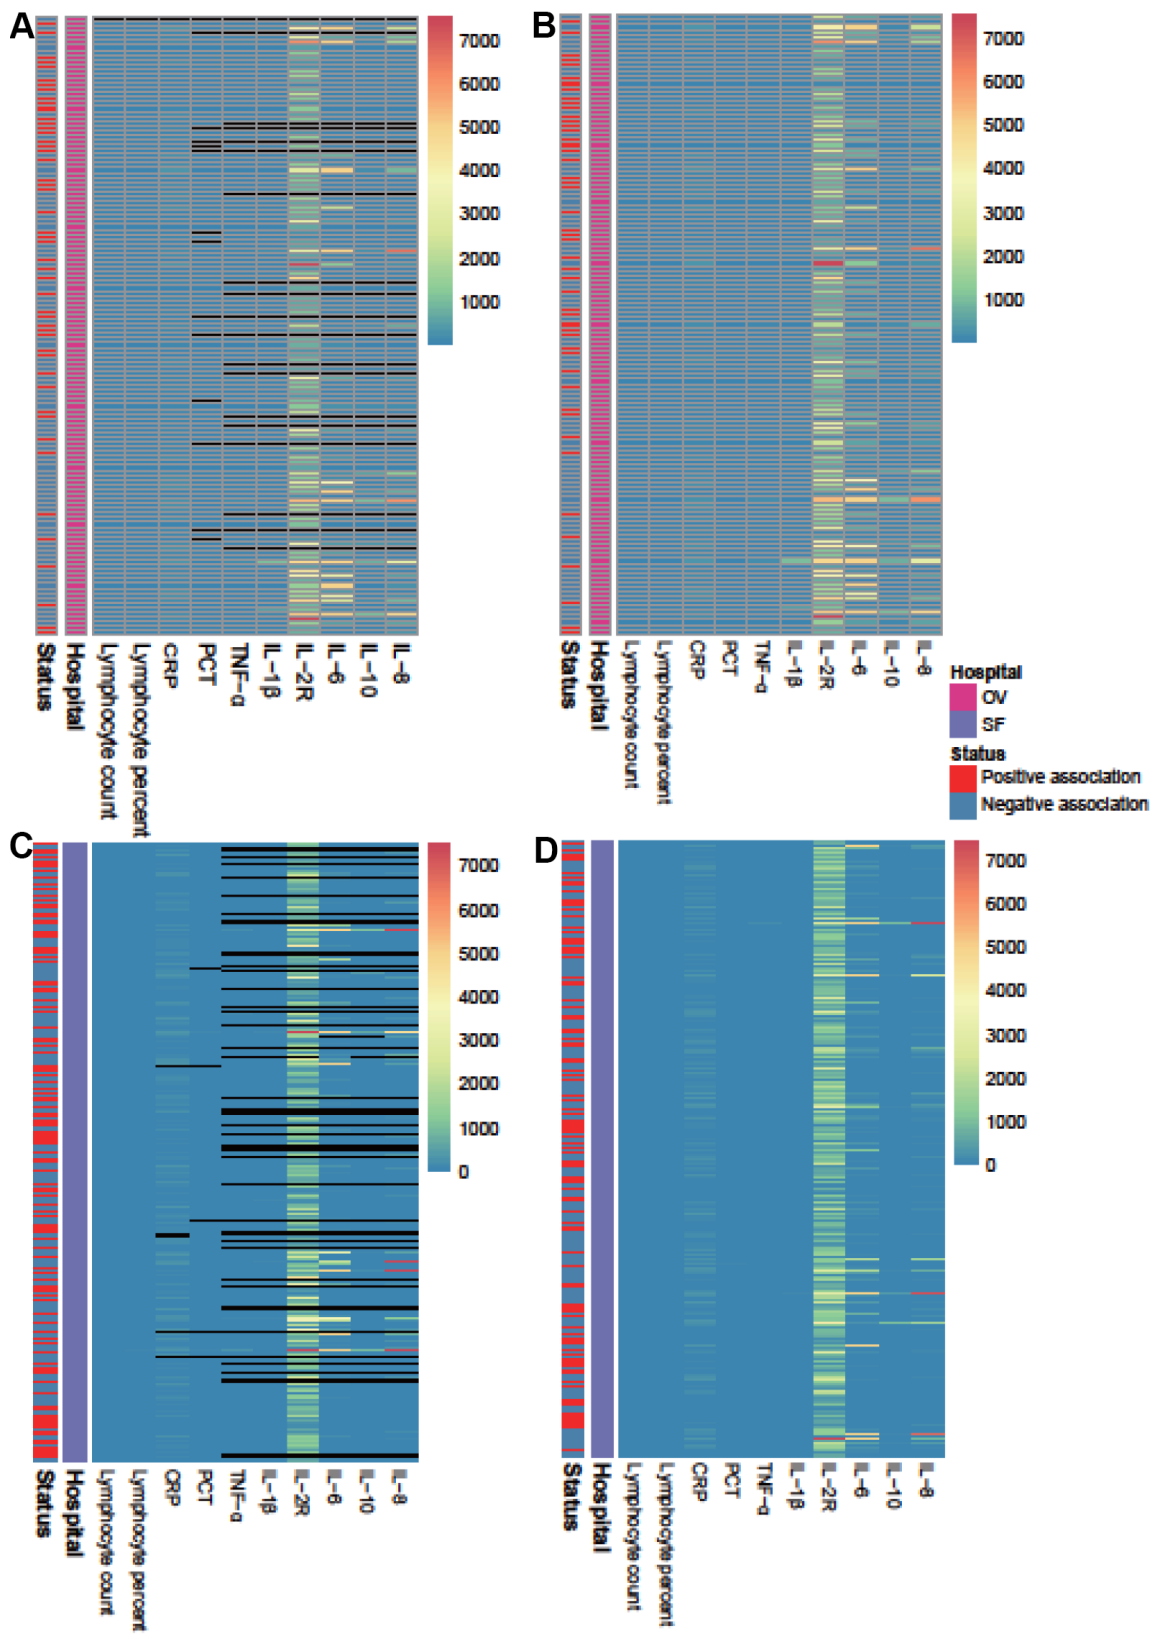 A
7000
6000
5000
4000
3000
2000
1000
Status
Hospital
Lymphocyte count
Lymphocyte percent
CRP
PCT
TNF-α
IL-1β
IL-2R
IL-6
IL-10
IL-8
B
7000
6000
5000
4000
3000
2000
1000
Status
Hospital
Lymphocyte count
Lymphocyte percent
CRP
PCT
TNF-α
IL-1β
IL-2R
IL-6
IL-10
IL-8
Hospital
OV
SF
Status
Positive association
Negative association
C
7000
6000
5000
4000
3000
2000
1000
0
Status
Hospital
Lymphocyte count
Lymphocyte percent
CRP
PCT
TNF-α
IL-1β
IL-2R
IL-6
IL-10
IL-8
D
7000
6000
5000
4000
3000
2000
1000
0
Status
Hospital
Lymphocyte count
Lymphocyte percent
CRP
PCT
TNF-α
IL-1β
IL-2R
IL-6
IL-10
IL-8